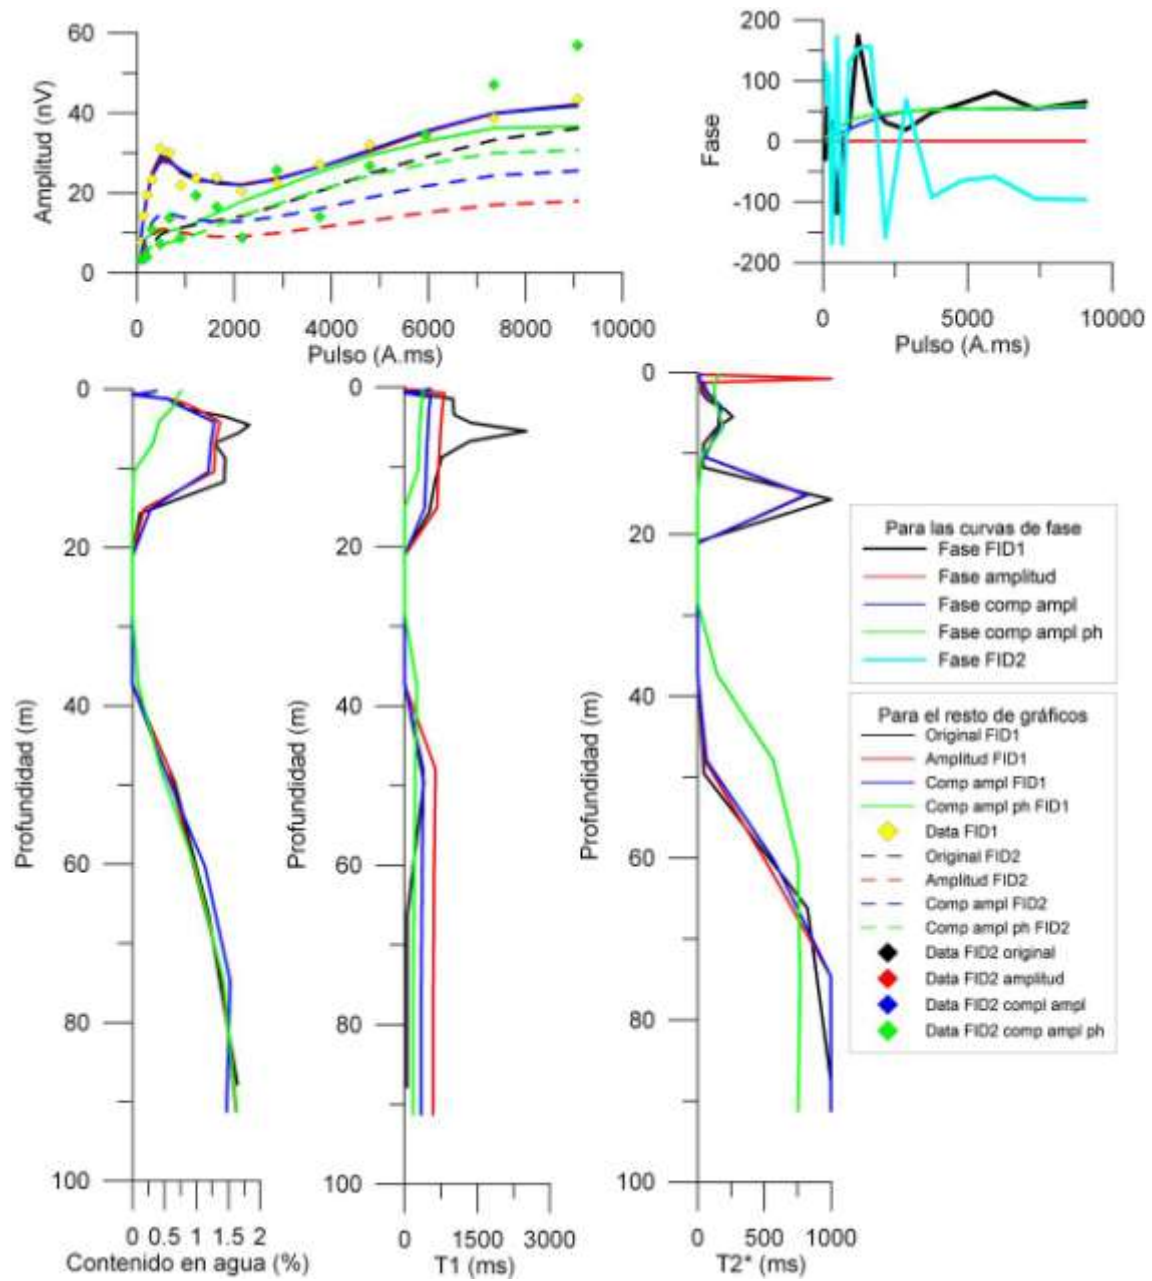 60
40
20
0
Amplitud (nV)
0 2000 4000 6000 8000 10000
Pulso (A.ms)
200
100
0
-100
-200
Fase
0 5000 10000
Pulso (A.ms)
0
20
40
60
80
100
Profundidad (m)
0 0.5 1 1.5 2
Contenido en agua (%)
0
20
40
60
80
100
Profundidad (m)
0 1500 3000
T1 (ms)
0
20
40
60
80
100
Profundidad (m)
0 500 1000
T2* (ms)
Para las curvas de fase
Fase FID1
Fase amplitud
Fase comp ampl
Fase comp ampl ph
Fase FID2
Para el resto de gráficos
Original FID1
Amplitud FID1
Comp ampl FID1
Comp ampl ph FID1
Data FID1
Original FID2
Amplitud FID2
Comp ampl FID2
Comp ampl ph FID2
Data FID2 original
Data FID2 amplitud
Data FID2 compl ampl
Data FID2 comp ampl ph